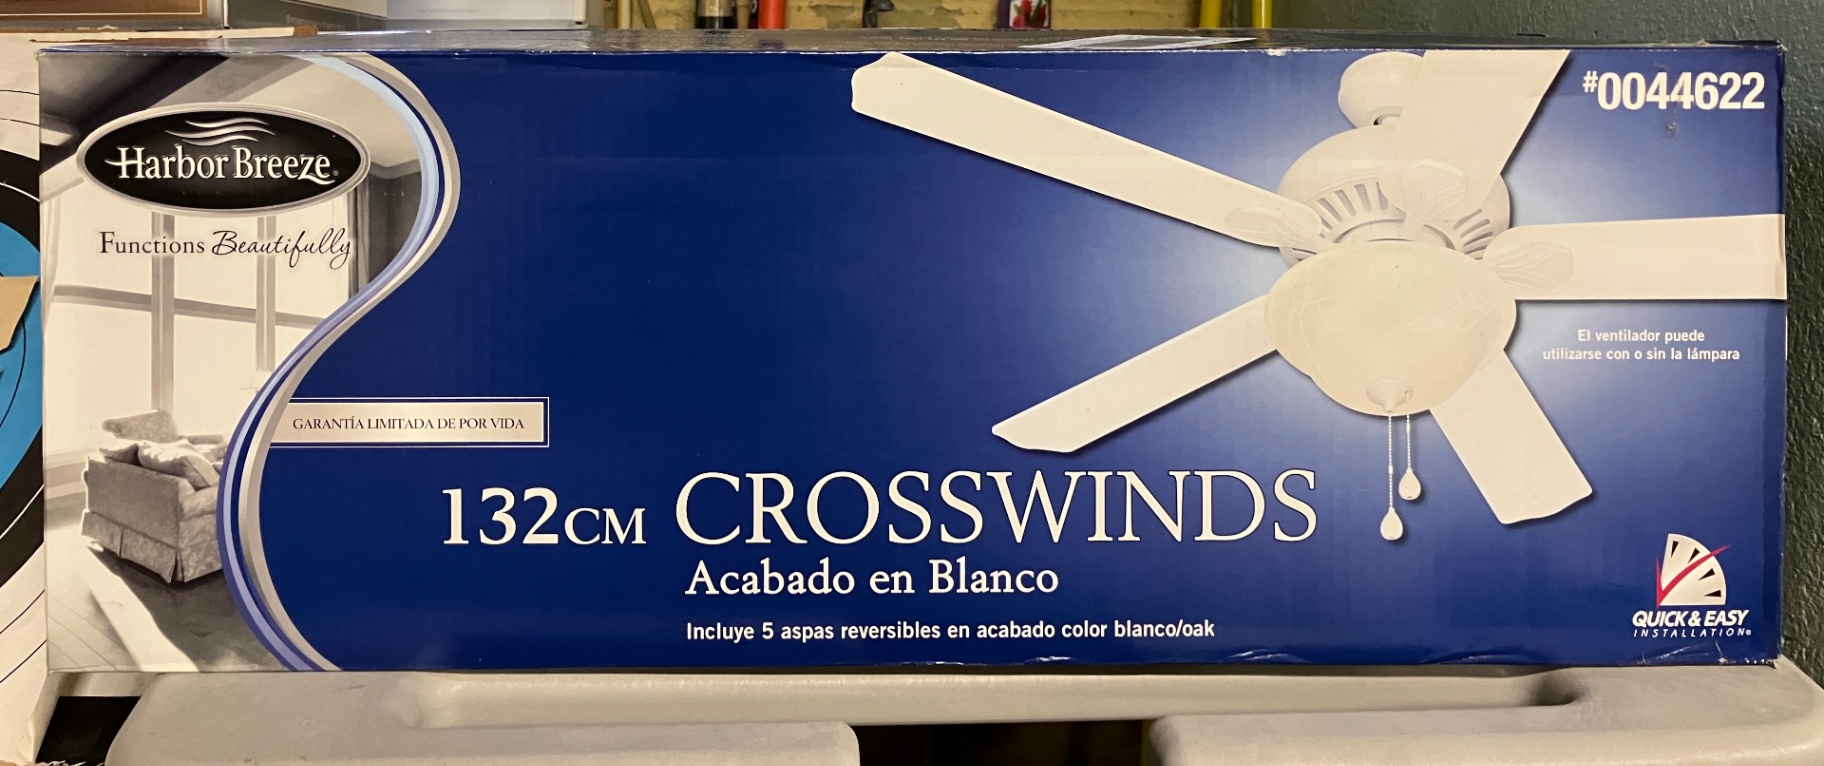 Harbor Breeze®
Functions Beautifully
#0044622
El ventilador puede
utilizarse con o sin la lámpara
GARANTÍA LIMITADA DE POR VIDA
132CM CROSSWINDS
Acabado en Blanco
Incluye 5 aspas reversibles en acabado color blanco/oak
QUICK & EASY
INSTALLATION®